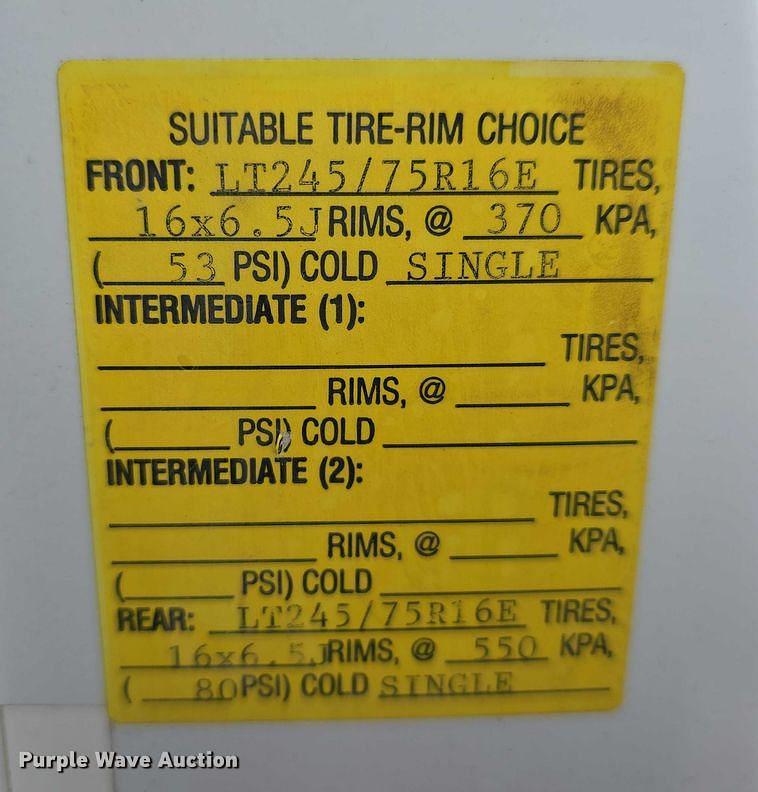 SUITABLE TIRE-RIM CHOICE
FRONT: LT245/75R16E TIRES,
16x6.5J RIMS, @ 370 KPA,
( 53 PSI) COLD SINGLE
INTERMEDIATE (1):
TIRES,
RIMS, @ KPA,
( PSI) COLD
INTERMEDIATE (2):
TIRES,
RIMS, @ KPA,
( PSI) COLD
REAR: LT245/75R16E TIRES,
16x6.5J RIMS, @ 550 KPA,
( 80 PSI) COLD SINGLE
Purple Wave Auction